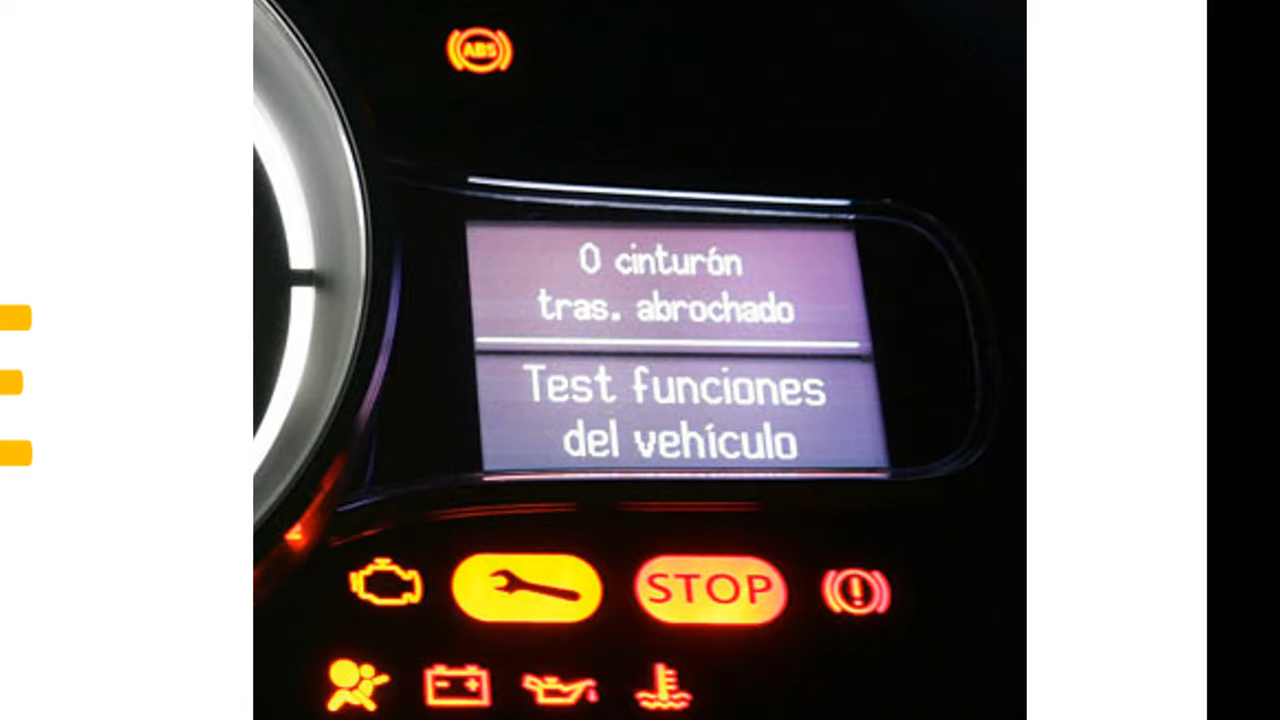 ABS
0 cinturón
tras. abrochado
Test funciones
del vehículo
STOP